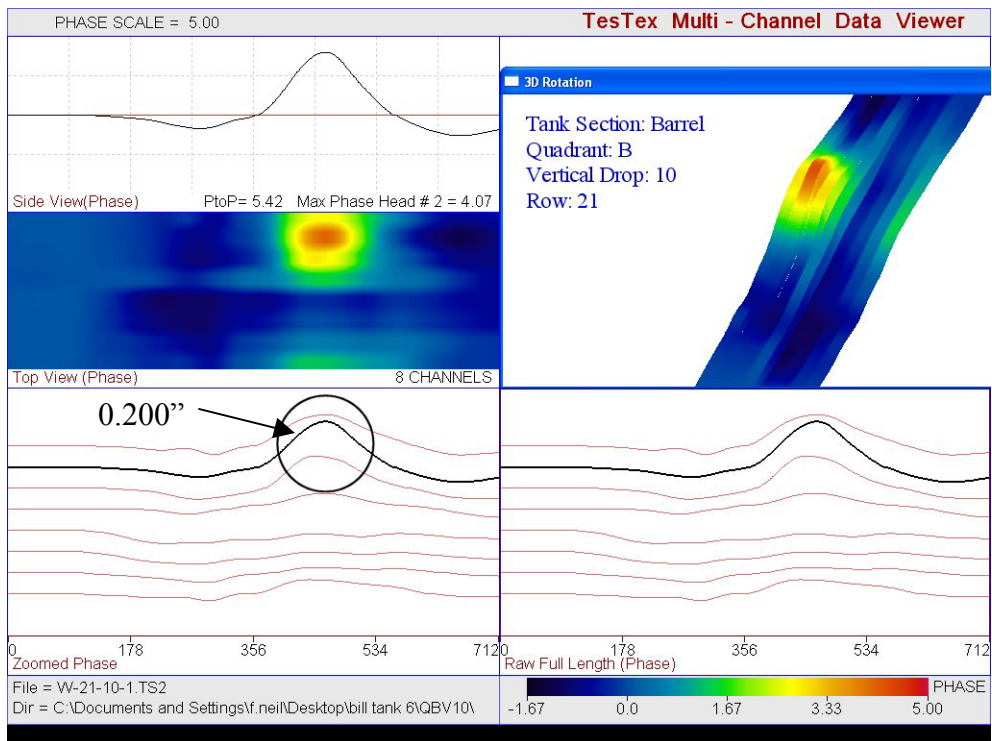 PHASE SCALE = 5.00
TesTex Multi - Channel Data Viewer
3D Rotation
Tank Section: Barrel
Quadrant: B
Vertical Drop: 10
Row: 21
Side View(Phase) PtoP= 5.42 Max Phase Head # 2 = 4.07
Top View (Phase) 8 CHANNELS
0.200”
0 178 356 534 712
Zoomed Phase
0 178 356 534 712
Raw Full Length (Phase)
File = W-21-10-1.TS2
Dir = C:\Documents and Settings\f.neil\Desktop\bill tank 6\QBV10\
PHASE
-1.67 0.0 1.67 3.33 5.00